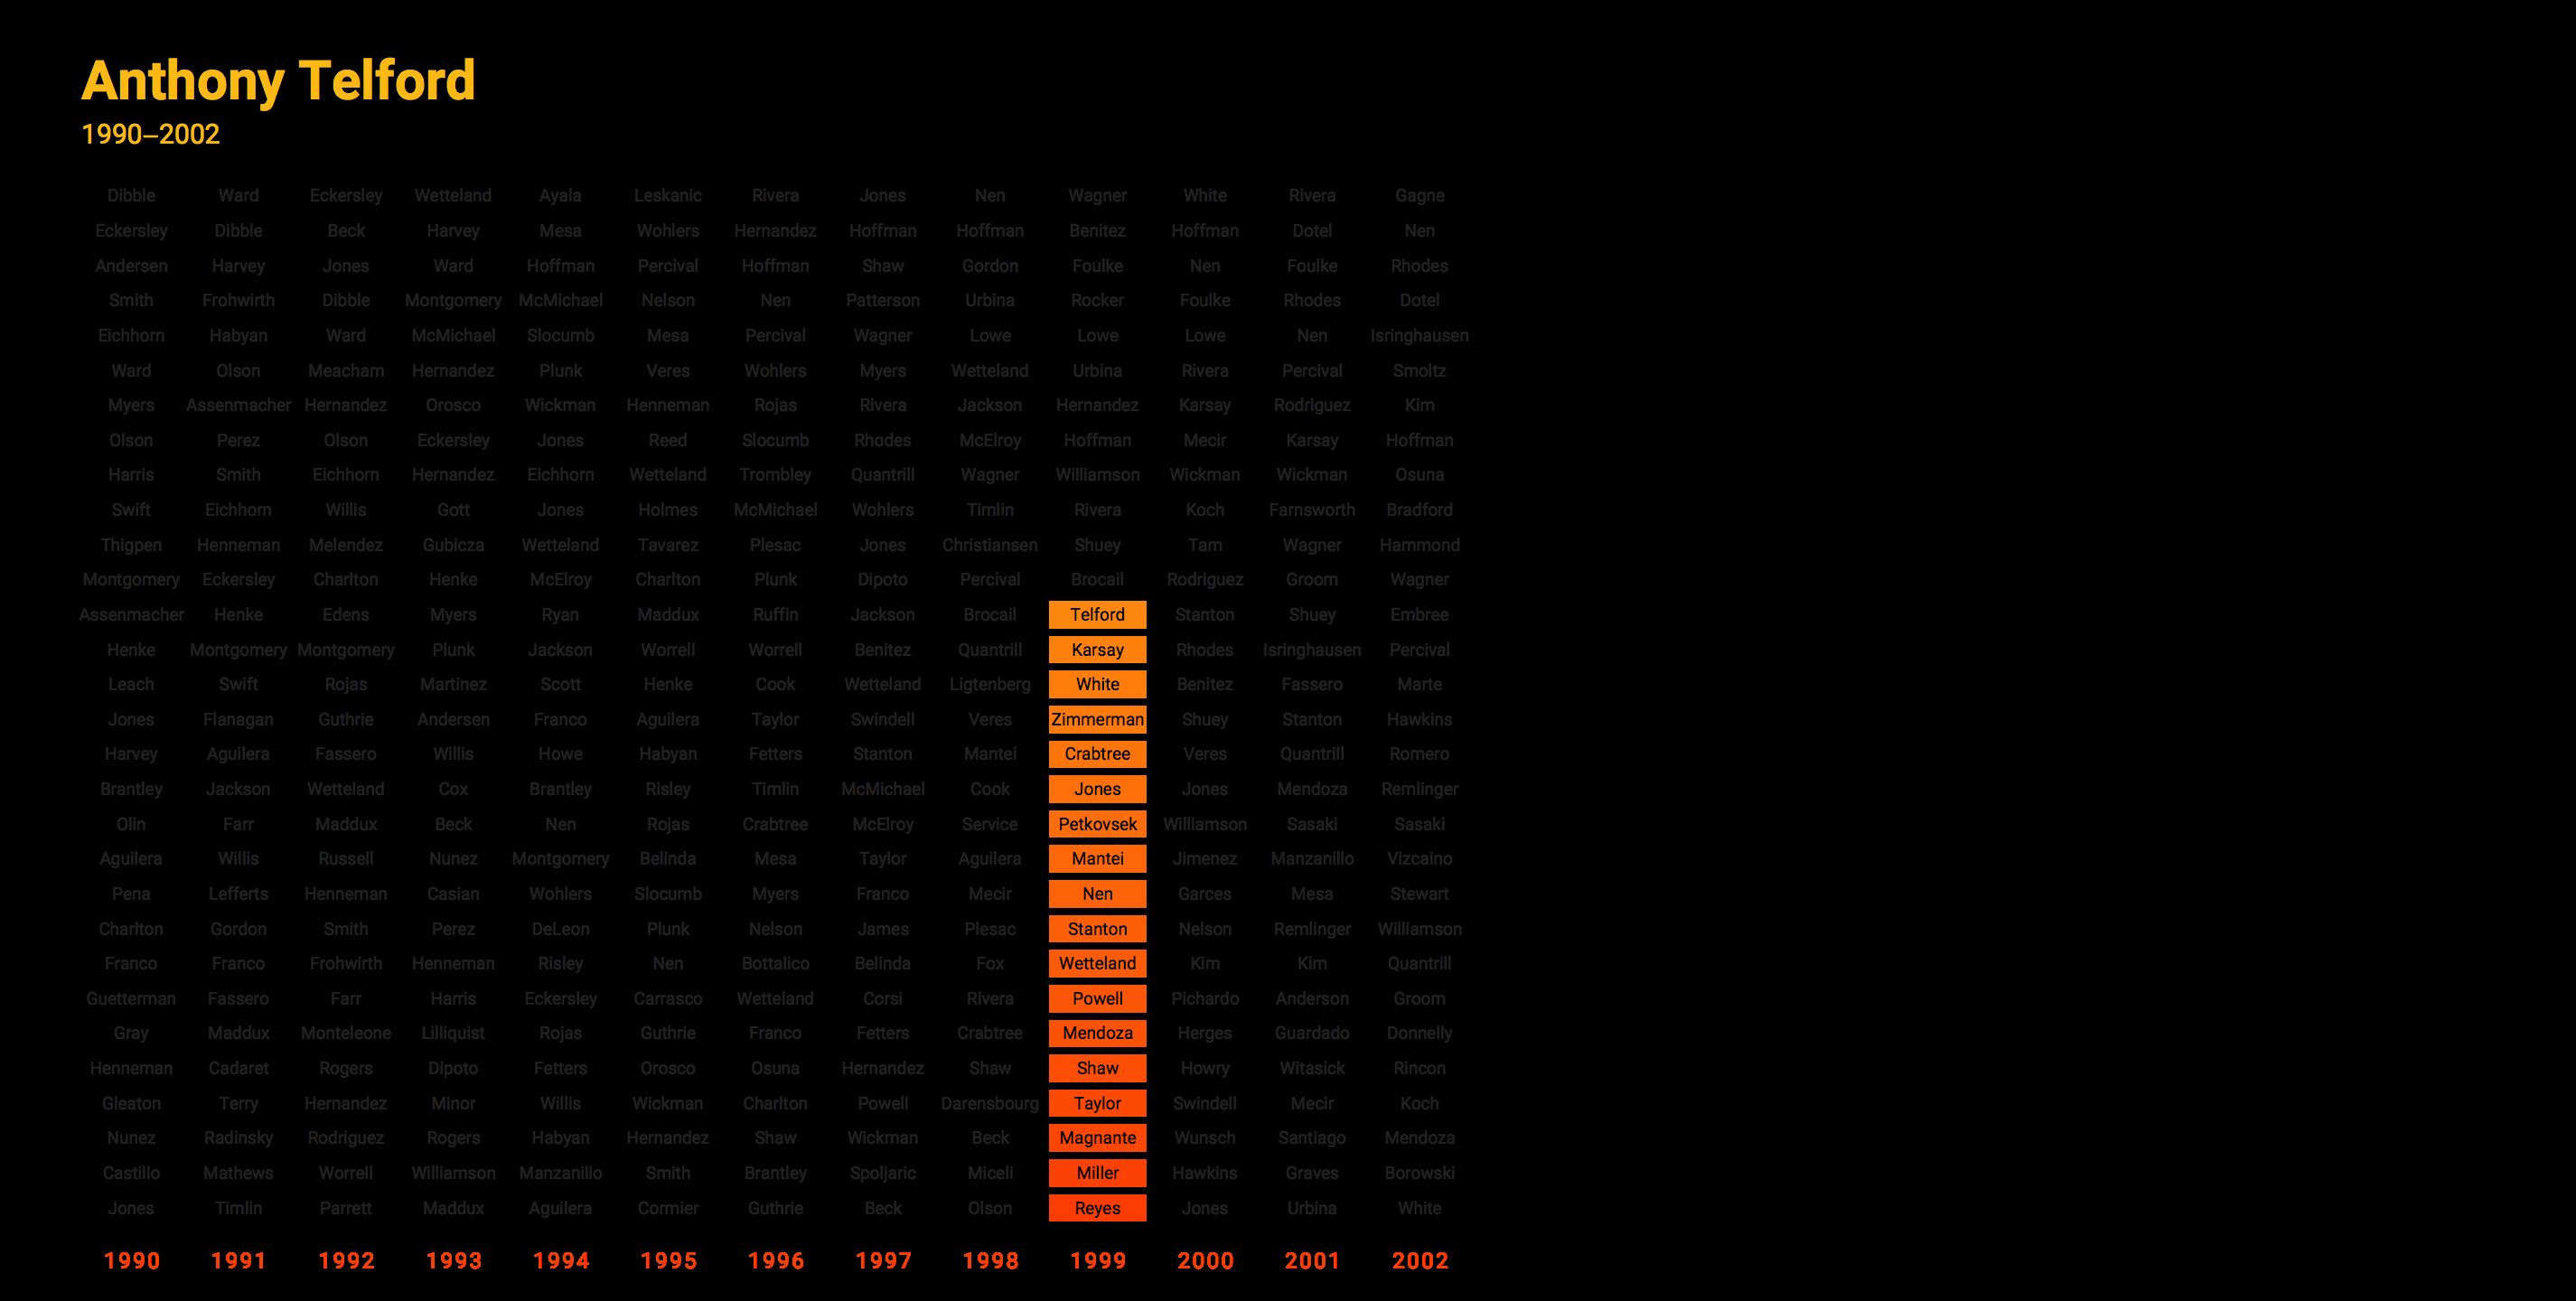 Anthony Telford
1990–2002
Dibble Ward Eckersley Wetteland Ayala Leskanic Rivera Jones Nen Wagner White Rivera Gagne
Eckersley Dibble Beck Harvey Mesa Wohlers Hernandez Hoffman Hoffman Benitez Hoffman Dotel Nen
Andersen Harvey Jones Ward Hoffman Percival Hoffman Shaw Gordon Foulke Nen Foulke Rhodes
Smith Frohwirth Dibble Montgomery McMichael Nelson Nen Patterson Urbina Rocker Foulke Rhodes Dotel
Eichhorn Habyan Ward McMichael Slocumb Mesa Percival Wagner Lowe Lowe Lowe Nen Isringhausen
Ward Olson Meacham Hernandez Plunk Veres Wohlers Myers Wetteland Urbina Rivera Percival Smoltz
Myers Assenmacher Hernandez Orosco Wickman Henneman Rojas Rivera Jackson Hernandez Karsay Rodriguez Kim
Olson Perez Olson Eckersley Jones Reed Slocumb Rhodes McElroy Hoffman Mecir Karsay Hoffman
Harris Smith Eichhorn Hernandez Eichhorn Wetteland Trombley Quantrill Wagner Williamson Wickman Wickman Osuna
Swift Eichhorn Willis Gott Jones Holmes McMichael Wohlers Timlin Rivera Koch Farnsworth Bradford
Thigpen Henneman Melendez Gubicza Wetteland Tavarez Plesac Jones Christiansen Shuey Tam Wagner Hammond
Montgomery Eckersley Charlton Henke McElroy Charlton Plunk Dipoto Percival Brocail Rodriguez Groom Wagner
Assenmacher Henke Edens Myers Ryan Maddux Ruffin Jackson Brocail Telford Stanton Shuey Embree
Henke Montgomery Montgomery Plunk Jackson Worrell Worrell Benitez Quantrill Karsay Rhodes Isringhausen Percival
Leach Swift Rojas Martinez Scott Henke Cook Wetteland Ligtenberg White Benitez Fassero Marte
Jones Flanagan Guthrie Andersen Franco Aguilera Taylor Swindell Veres Zimmerman Shuey Stanton Hawkins
Harvey Aguilera Fassero Willis Howe Habyan Fetters Stanton Mantei Crabtree Veres Quantrill Romero
Brantley Jackson Wetteland Cox Brantley Risley Timlin McMichael Cook Jones Jones Mendoza Remlinger
Olin Farr Maddux Beck Nen Rojas Crabtree McElroy Service Petkovsek Williamson Sasaki Sasaki
Aguilera Willis Russell Nunez Montgomery Belinda Mesa Taylor Aguilera Mantei Jimenez Manzanillo Vizcaino
Pena Lefferts Henneman Casian Wohlers Slocumb Myers Franco Mecir Nen Garces Mesa Stewart
Charlton Gordon Smith Perez DeLeon Plunk Nelson James Plesac Stanton Nelson Remlinger Williamson
Franco Franco Frohwirth Henneman Risley Nen Bottalico Belinda Fox Wetteland Kim Kim Quantrill
Guetterman Fassero Farr Harris Eckersley Carrasco Wetteland Corsi Rivera Powell Pichardo Anderson Groom
Gray Maddux Monteleone Lilliquist Rojas Guthrie Franco Fetters Crabtree Mendoza Herges Guardado Donnelly
Henneman Cadaret Rogers Dipoto Fetters Orosco Osuna Hernandez Shaw Shaw Howry Witasick Rincon
Gleaton Terry Hernandez Minor Willis Wickman Charlton Powell Darensbourg Taylor Swindell Mecir Koch
Nunez Radinsky Rodriguez Rogers Habyan Hernandez Shaw Wickman Beck Magnante Wunsch Santiago Mendoza
Castillo Mathews Worrell Williamson Manzanillo Smith Brantley Spoljaric Miceli Miller Hawkins Graves Borowski
Jones Timlin Parrett Maddux Aguilera Cormier Guthrie Beck Olson Reyes Jones Urbina White
1990 1991 1992 1993 1994 1995 1996 1997 1998 1999 2000 2001 2002